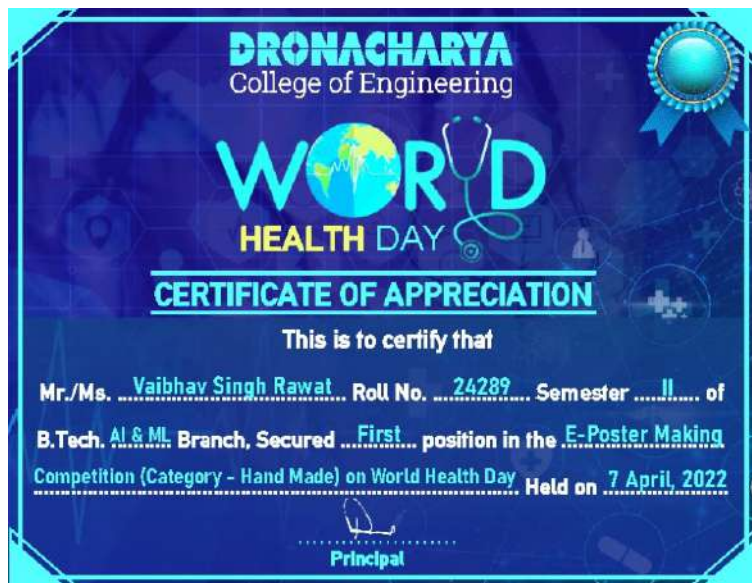 DRONACHARYA
College of Engineering
WORLD
HEALTH DAY
CERTIFICATE OF APPRECIATION
This is to certify that
Mr./Ms. Vaibhav Singh Rawat Roll No. 24289 Semester II of
B.Tech. AI & ML Branch, Secured First position in the E-Poster Making
Competition (Category - Hand Made) on World Health Day Held on 7 April, 2022
Principal